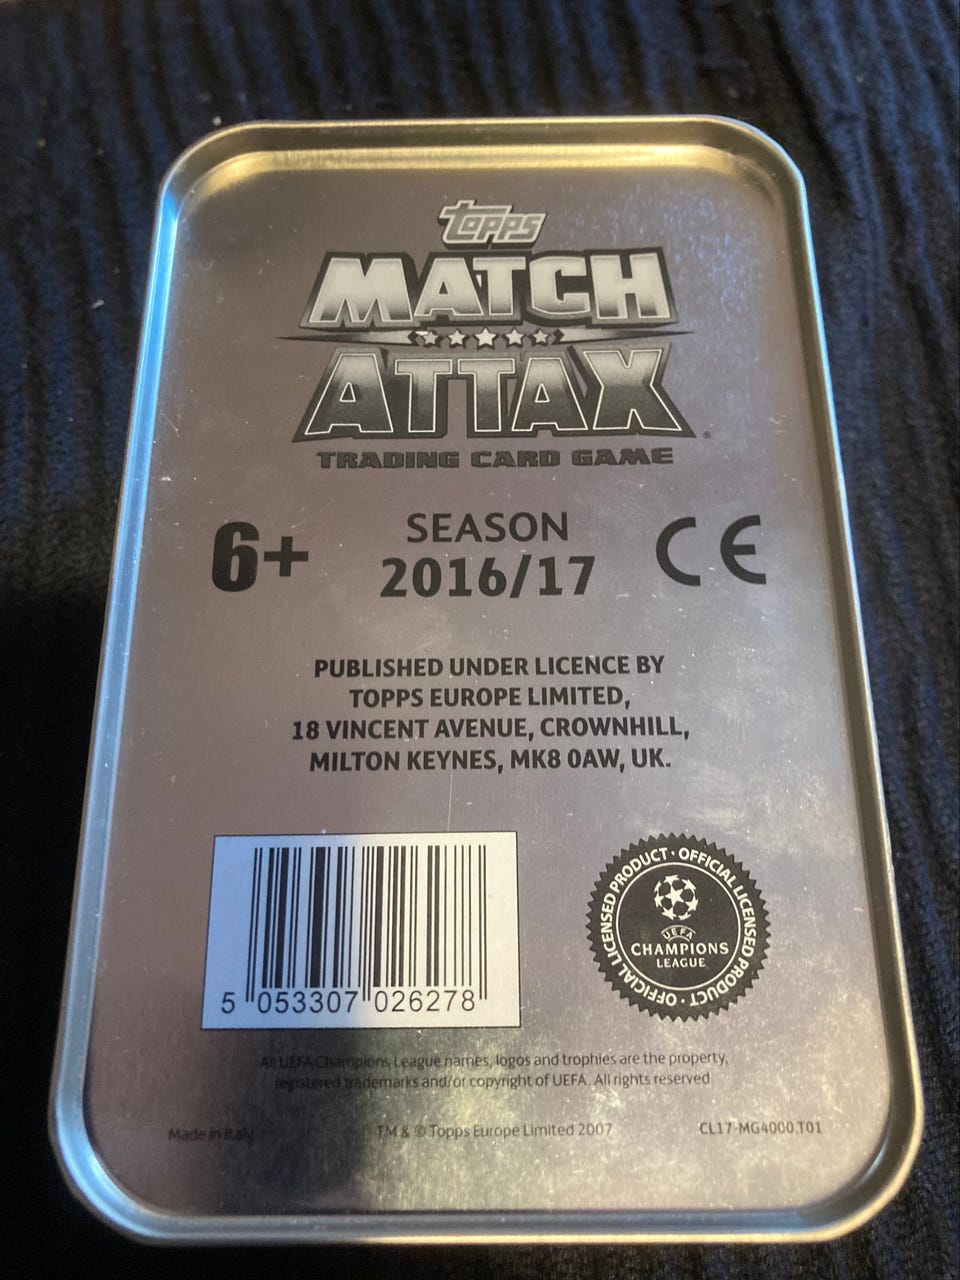 topps
MATCH
ATTAX
TRADING CARD GAME
6+
SEASON
2016/17
CE
PUBLISHED UNDER LICENCE BY
TOPPS EUROPE LIMITED,
18 VINCENT AVENUE, CROWNHILL,
MILTON KEYNES, MK8 0AW, UK.
5 053307 026278
OFFICIAL LICENSED PRODUCT · OFFICIAL LICENSED PRODUCT ·
UEFA
CHAMPIONS
LEAGUE
All UEFA Champions League names, logos and trophies are the property,
registered trademarks and/or copyright of UEFA. All rights reserved
Made in Italy
TM & © Topps Europe Limited 2007
CL17-MG4000.T01